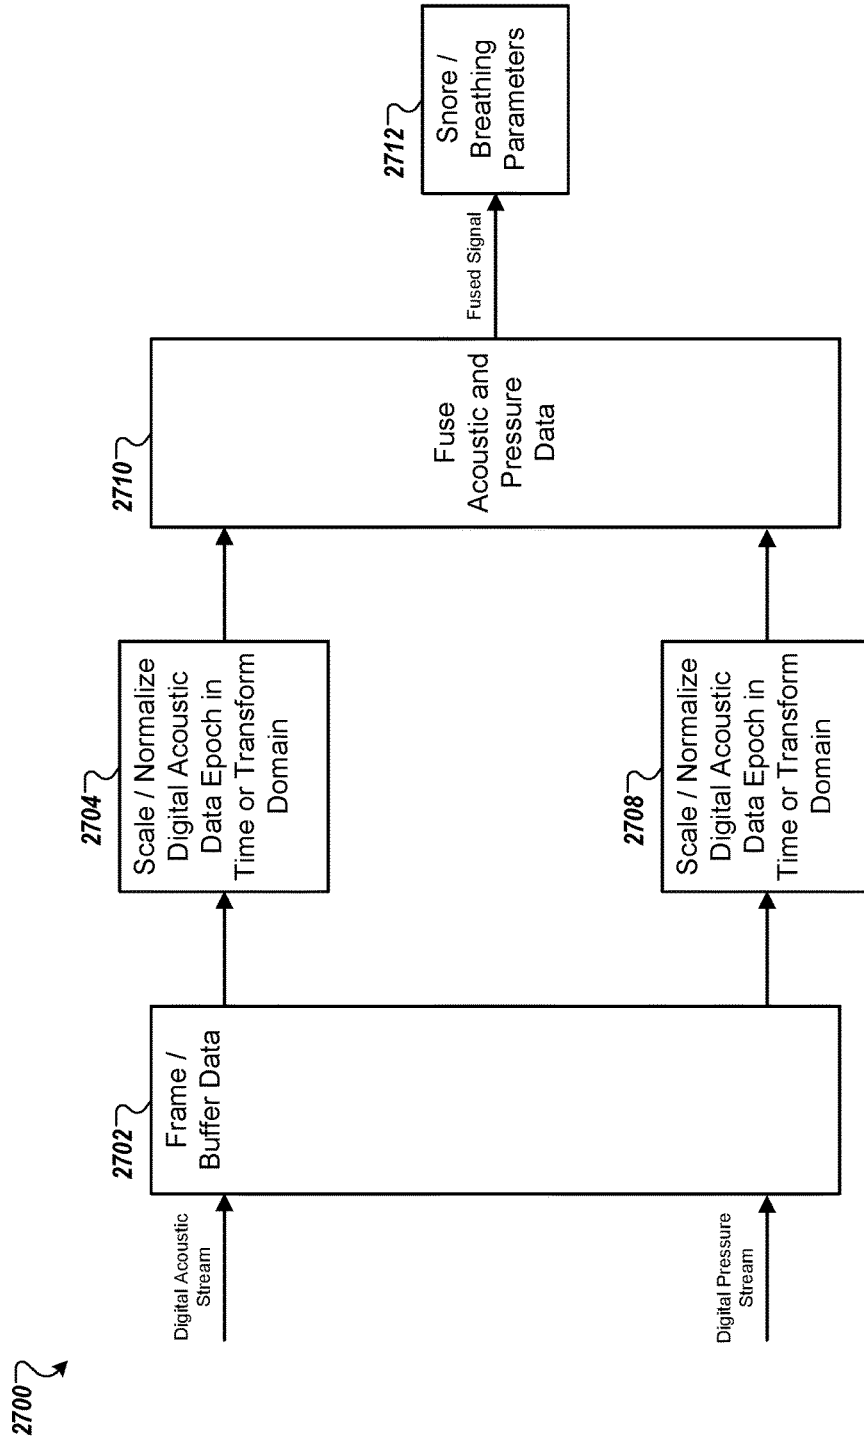 2700
Digital Acoustic
Stream
Digital Pressure
Stream
2702
Frame /
Buffer Data
2704
Scale / Normalize
Digital Acoustic
Data Epoch in
Time or Transform
Domain
2708
Scale / Normalize
Digital Acoustic
Data Epoch in
Time or Transform
Domain
2710
Fuse
Acoustic and
Pressure
Data
Fused Signal
2712
Snore /
Breathing
Parameters